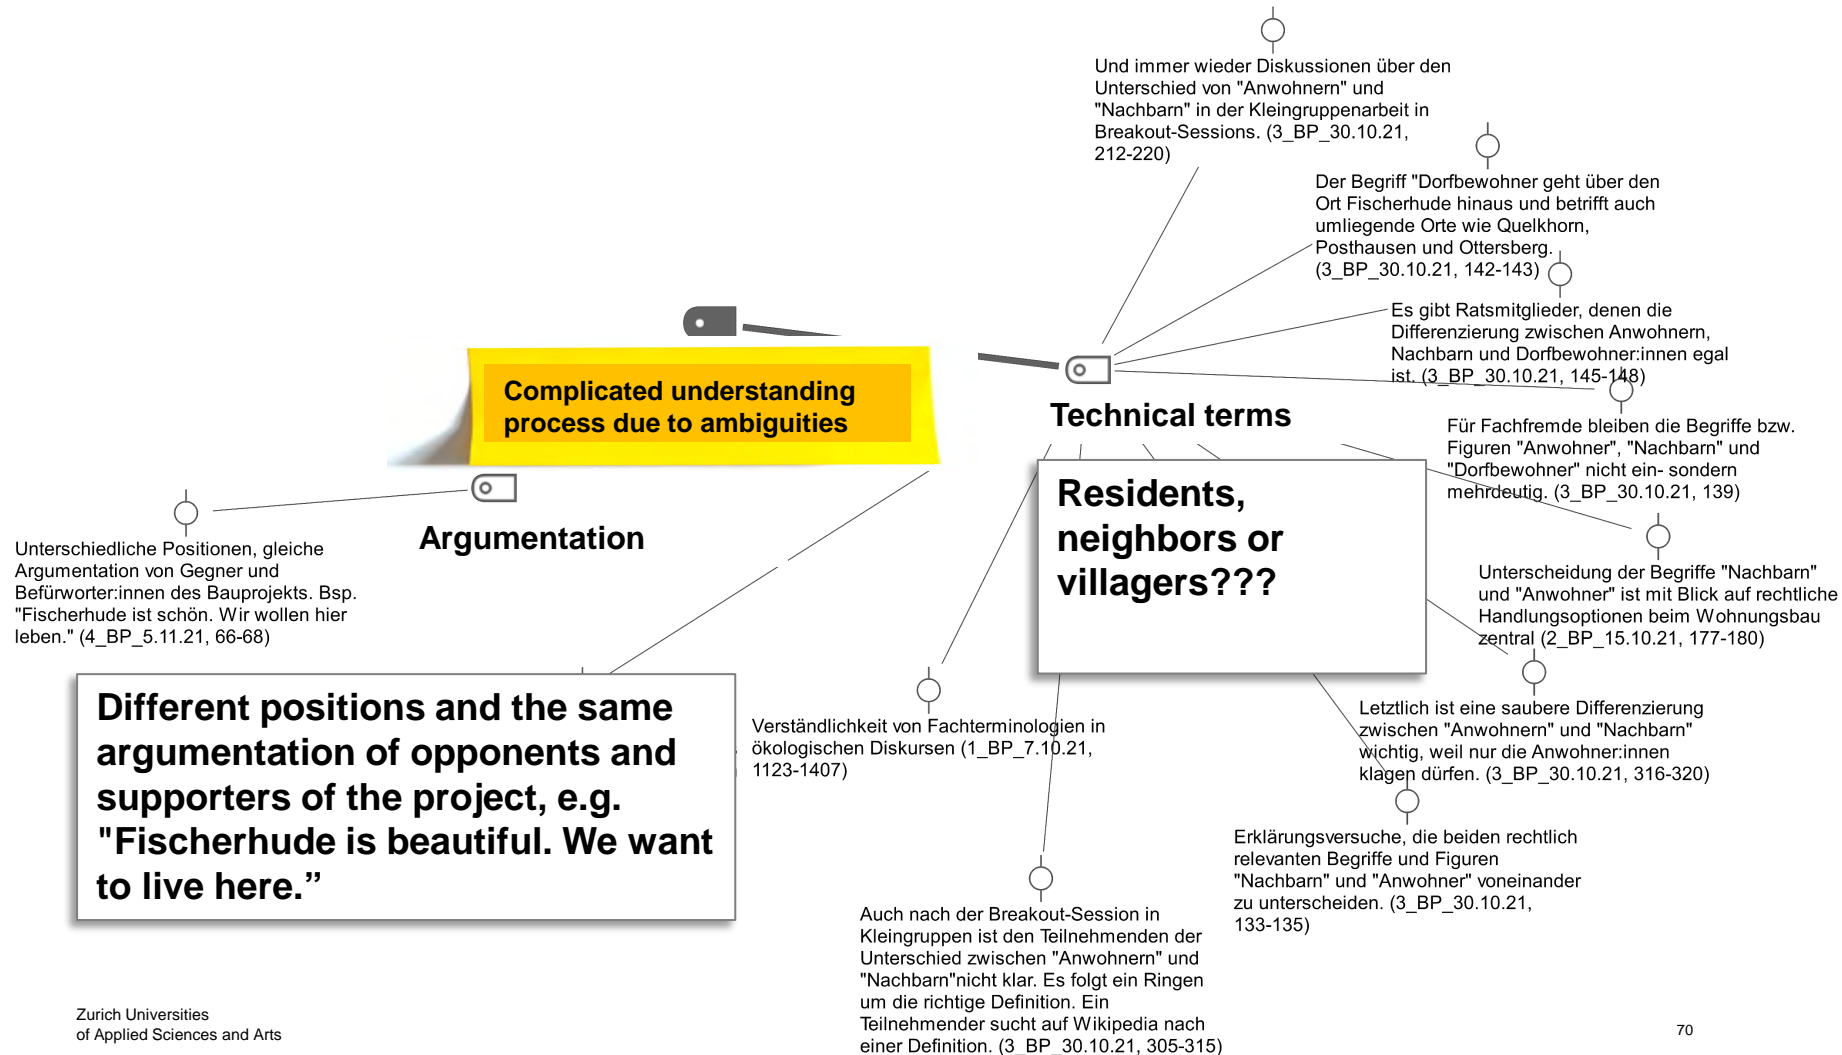 Und immer wieder Diskussionen über den
Unterschied von "Anwohnern" und
"Nachbarn" in der Kleingruppenarbeit in
Breakout-Sessions. (3_BP_30.10.21,
212-220)
Der Begriff "Dorfbewohner geht über den
Ort Fischerhude hinaus und betrifft auch
umliegende Orte wie Quelkhorn,
Posthausen und Ottersberg.
(3_BP_30.10.21, 142-143)
Es gibt Ratsmitglieder, denen die
Differenzierung zwischen Anwohnern,
Nachbarn und Dorfbewohner:innen egal
ist. (3_BP_30.10.21, 145-148)
Complicated understanding
process due to ambiguities
Technical terms
Für Fachfremde bleiben die Begriffe bzw.
Figuren "Anwohner", "Nachbarn" und
"Dorfbewohner" nicht ein- sondern
mehrdeutig. (3_BP_30.10.21, 139)
Residents,
neighbors or
villagers???
Argumentation
Unterschiedliche Positionen, gleiche
Argumentation von Gegner und
Befürworter:innen des Bauprojekts. Bsp.
"Fischerhude ist schön. Wir wollen hier
leben." (4_BP_5.11.21, 66-68)
Unterscheidung der Begriffe "Nachbarn"
und "Anwohner" ist mit Blick auf rechtliche
Handlungsoptionen beim Wohnungsbau
zentral (2_BP_15.10.21, 177-180)
Different positions and the same
argumentation of opponents and
supporters of the project, e.g.
"Fischerhude is beautiful. We want
to live here.”
Verständlichkeit von Fachterminologien in
ökologischen Diskursen (1_BP_7.10.21,
1123-1407)
Letztlich ist eine saubere Differenzierung
zwischen "Anwohnern" und "Nachbarn"
wichtig, weil nur die Anwohner:innen
klagen dürfen. (3_BP_30.10.21, 316-320)
Erklärungsversuche, die beiden rechtlich
relevanten Begriffe und Figuren
"Nachbarn" und "Anwohner" voneinander
zu unterscheiden. (3_BP_30.10.21,
133-135)
Auch nach der Breakout-Session in
Kleingruppen ist den Teilnehmenden der
Unterschied zwischen "Anwohnern" und
"Nachbarn"nicht klar. Es folgt ein Ringen
um die richtige Definition. Ein
Teilnehmender sucht auf Wikipedia nach
einer Definition. (3_BP_30.10.21, 305-315)
Zurich Universities
of Applied Sciences and Arts
70